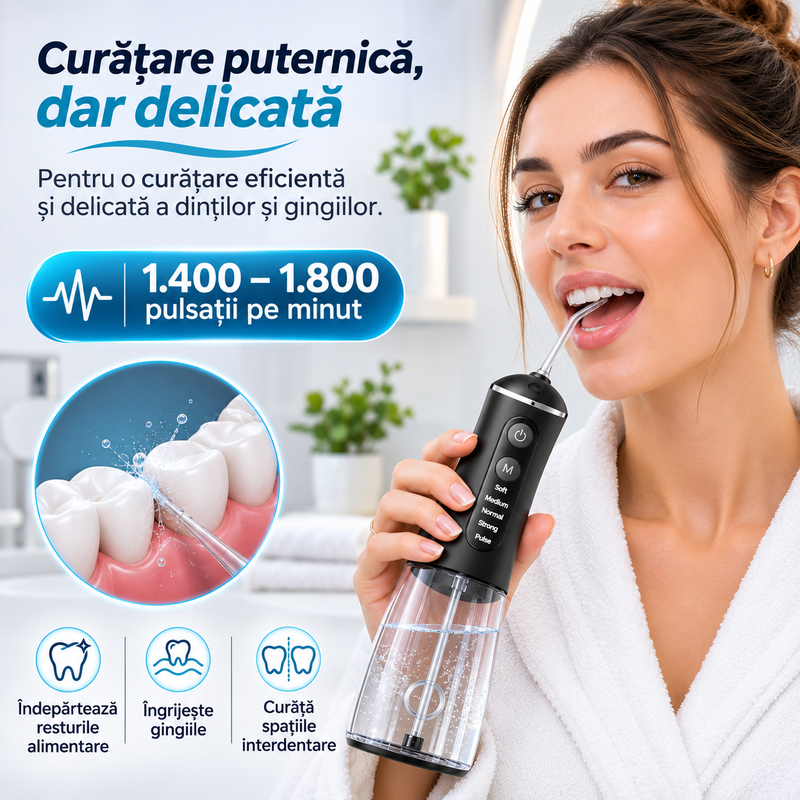 Curățare puternică,
dar delicată
Pentru o curățare eficientă
și delicată a dinților și gingiilor.
1.400 – 1.800
pulsații pe minut
M
Soft
Medium
Normal
Strong
Pulse
Îndepărtează
resturile
alimentare
Îngrijește
gingiile
Curăță
spațiile
interdentare